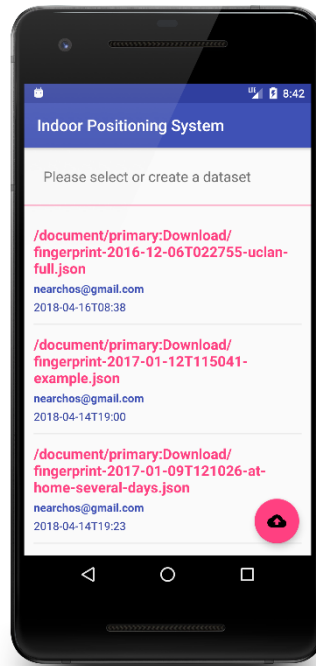 LTE 8:42
Indoor Positioning System
Please select or create a dataset
/document/primary:Download/
fingerprint-2016-12-06T022755-uclan-
full.json
nearchos@gmail.com
2018-04-16T08:38
/document/primary:Download/
fingerprint-2017-01-12T115041-
example.json
nearchos@gmail.com
2018-04-14T19:00
/document/primary:Download/
fingerprint-2017-01-09T121026-at-
home-several-days.json
nearchos@gmail.com
2018-04-14T19:23